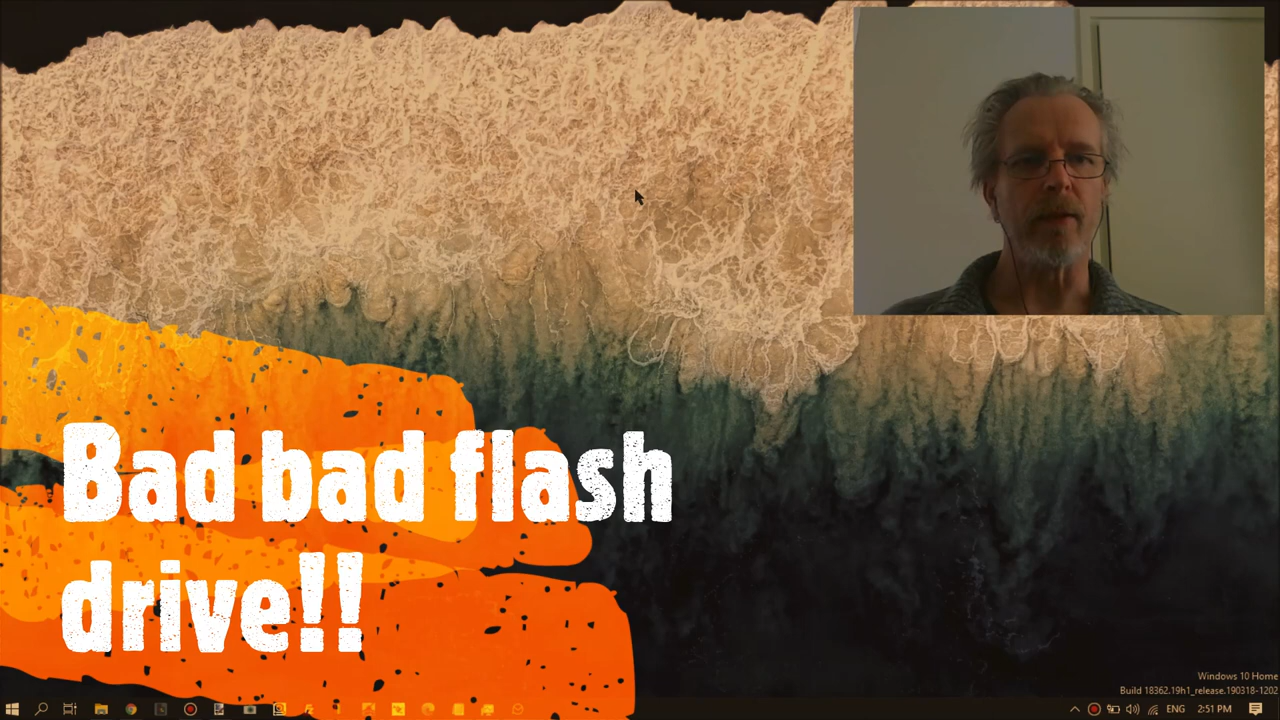 Bad bad flash
drive!!
Windows 10 Home
Build 18362.19h1_release.190318-1202
ENG 2:51 PM